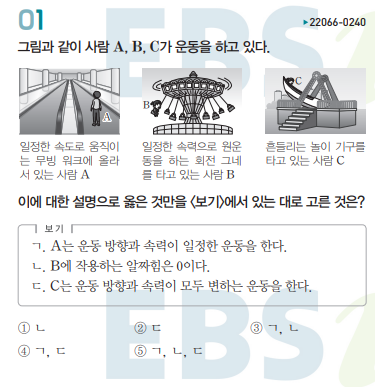 01
▶22066-0240
그림과 같이 사람 A, B, C가 운동을 하고 있다.
A
B
C
일정한 속도로 움직이
는 무빙 워크에 올라
서 있는 사람 A
일정한 속력으로 원운
동을 하는 회전 그네
를 타고 있는 사람 B
흔들리는 놀이 기구를
타고 있는 사람 C
이에 대한 설명으로 옳은 것만을 〈보기〉에서 있는 대로 고른 것은?
보기
ㄱ. A는 운동 방향과 속력이 일정한 운동을 한다.
ㄴ. B에 작용하는 알짜힘은 0이다.
ㄷ. C는 운동 방향과 속력이 모두 변하는 운동을 한다.
① ㄴ ② ㄷ ③ ㄱ, ㄴ
④ ㄱ, ㄷ ⑤ ㄱ, ㄴ, ㄷ
EBS
EBS